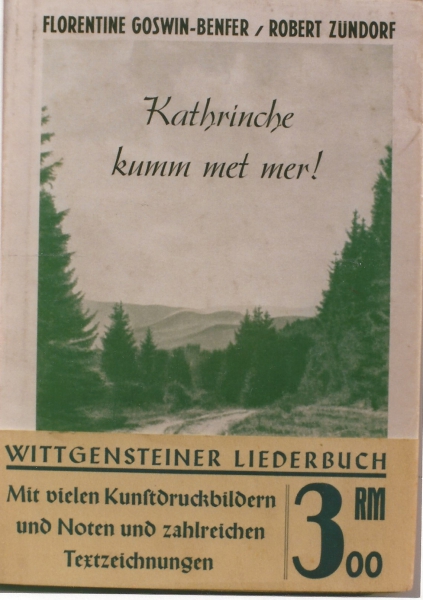 FLORENTINE GOSWIN-BENFER / ROBERT ZÜNDORF
Kathrinche
kumm met mer!
WITTGENSTEINER LIEDERBUCH
Mit vielen Kunſtdruckbildern
und Noten und zahlreichen
Textzeichnungen
3 RM
00